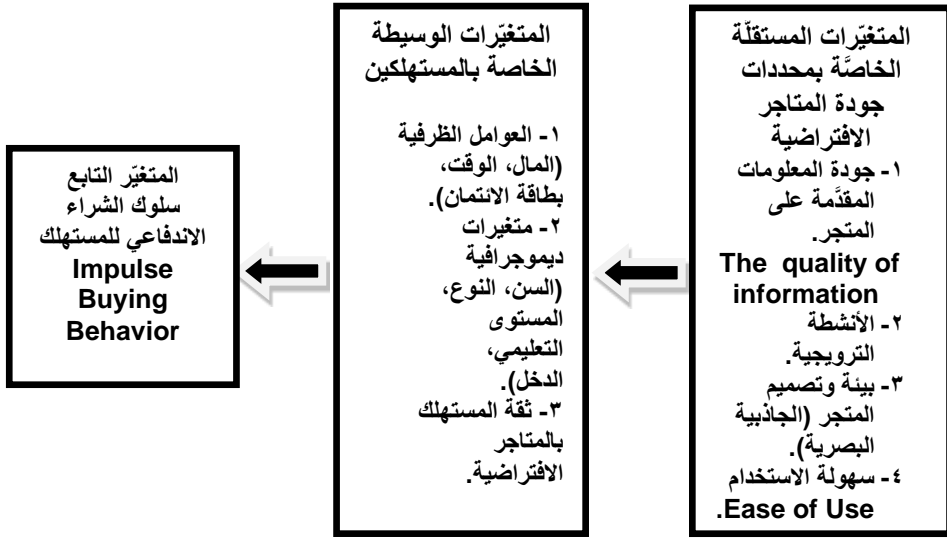 المتغيّرات المستقلّة
الخاصَّة بمحددات
جودة المتاجر
الافتراضية
١- جودة المعلومات
المقدَّمة على
المتجر.
The quality of
information
٢- الأنشطة
الترويجية.
٣- بيئة وتصميم
المتجر (الجاذبية
البصرية).
٤- سهولة الاستخدام
Ease of Use.
المتغيّرات الوسيطة
الخاصة بالمستهلكين
١- العوامل الظرفية
(المال، الوقت،
بطاقة الائتمان).
٢- متغيرات
ديموجرافية
(السن، النوع،
المستوى
التعليمي،
الدخل).
٣- ثقة المستهلك
بالمتاجر
الافتراضية.
المتغيّر التابع
سلوك الشراء
الاندفاعي للمستهلك
Impulse
Buying
Behavior